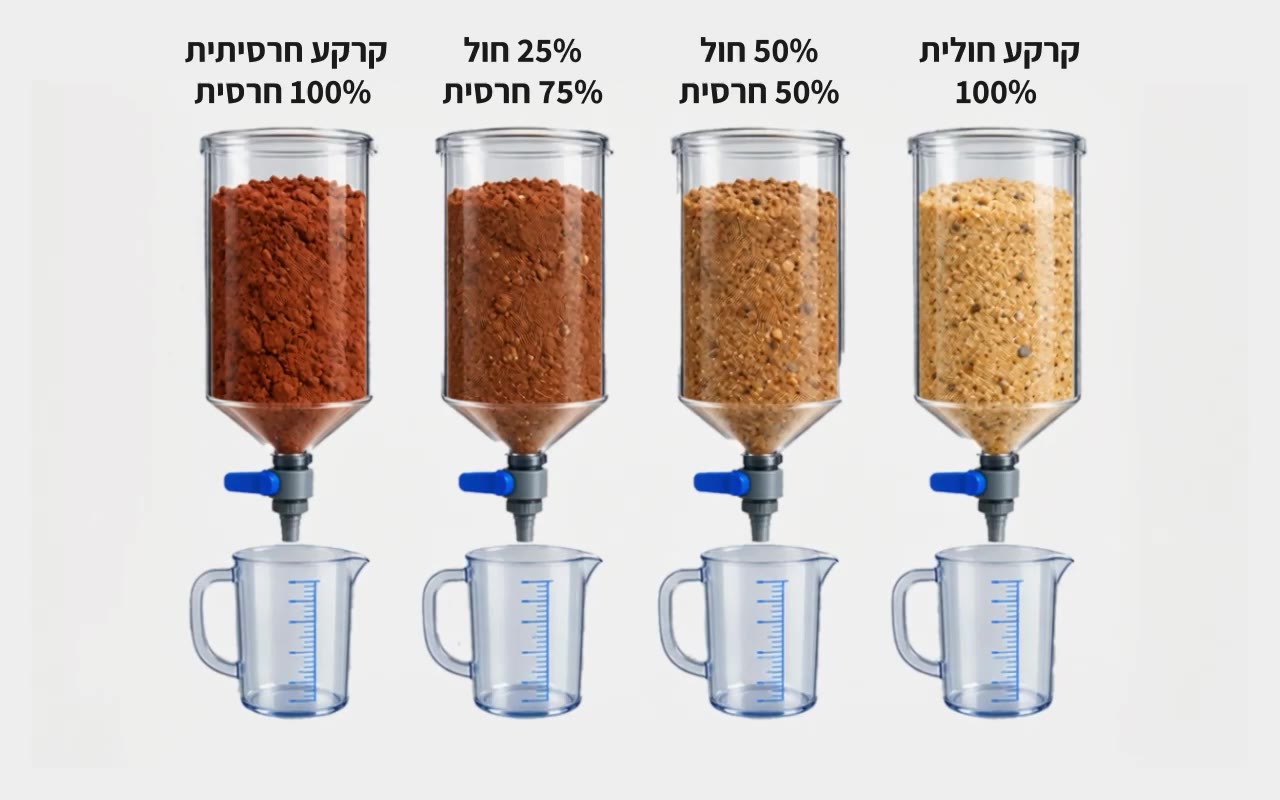 קרקע חולית
100%
50% חול
50% חרסית
25% חול
75% חרסית
קרקע חרסיתית
100% חרסית